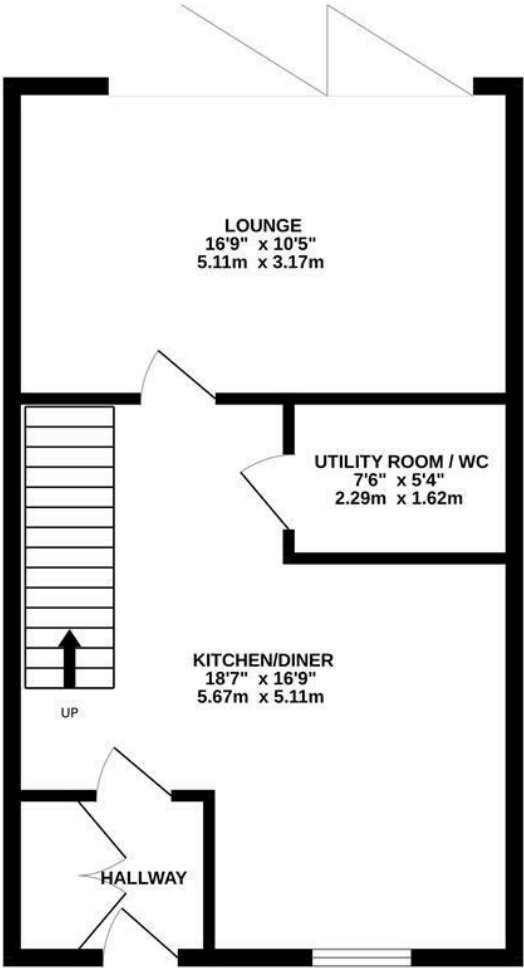 LOUNGE
16'9" x 10'5"
5.11m x 3.17m
UTILITY ROOM / WC
7'6" x 5'4"
2.29m x 1.62m
KITCHEN/DINER
18'7" x 16'9"
5.67m x 5.11m
UP
HALLWAY